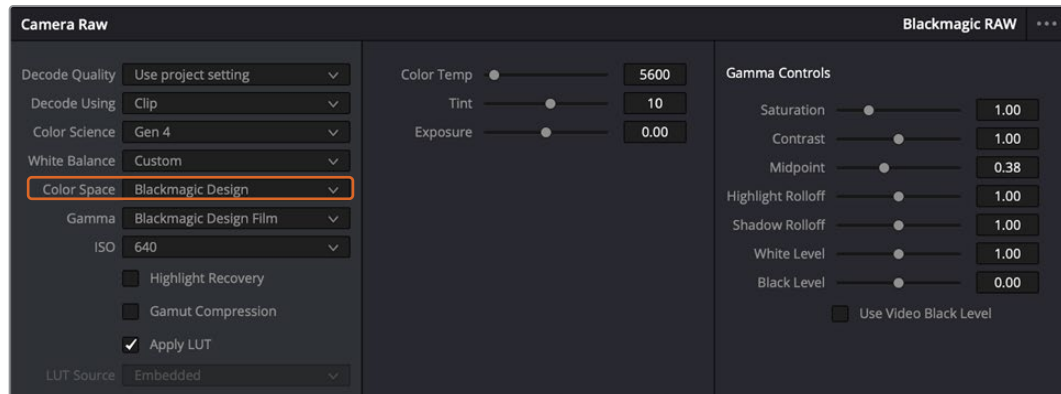 Camera Raw
Blackmagic RAW
Decode Quality Use project setting
Decode Using Clip
Color Science Gen 4
White Balance Custom
Color Space Blackmagic Design
Gamma Blackmagic Design Film
ISO 640
Highlight Recovery
Gamut Compression
Apply LUT
LUT Source Embedded
Color Temp 5600
Tint 10
Exposure 0.00
Gamma Controls
Saturation 1.00
Contrast 1.00
Midpoint 0.38
Highlight Rolloff 1.00
Shadow Rolloff 1.00
White Level 1.00
Black Level 0.00
Use Video Black Level